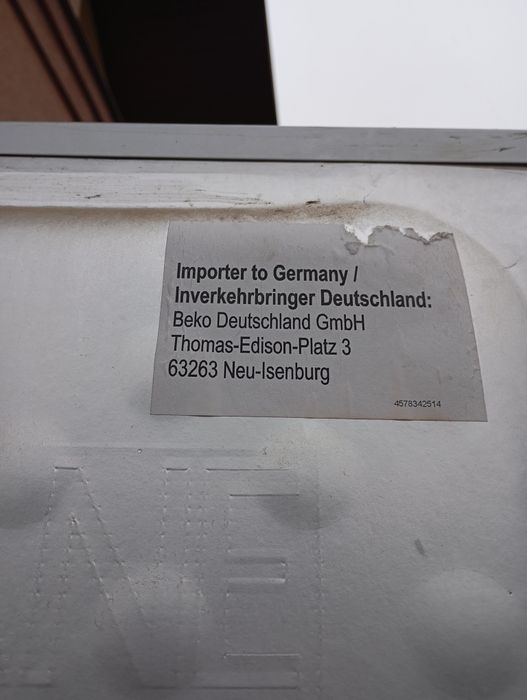 Importer to Germany /
Inverkehrbringer Deutschland:
Beko Deutschland GmbH
Thomas-Edison-Platz 3
63263 Neu-Isenburg
4578342514